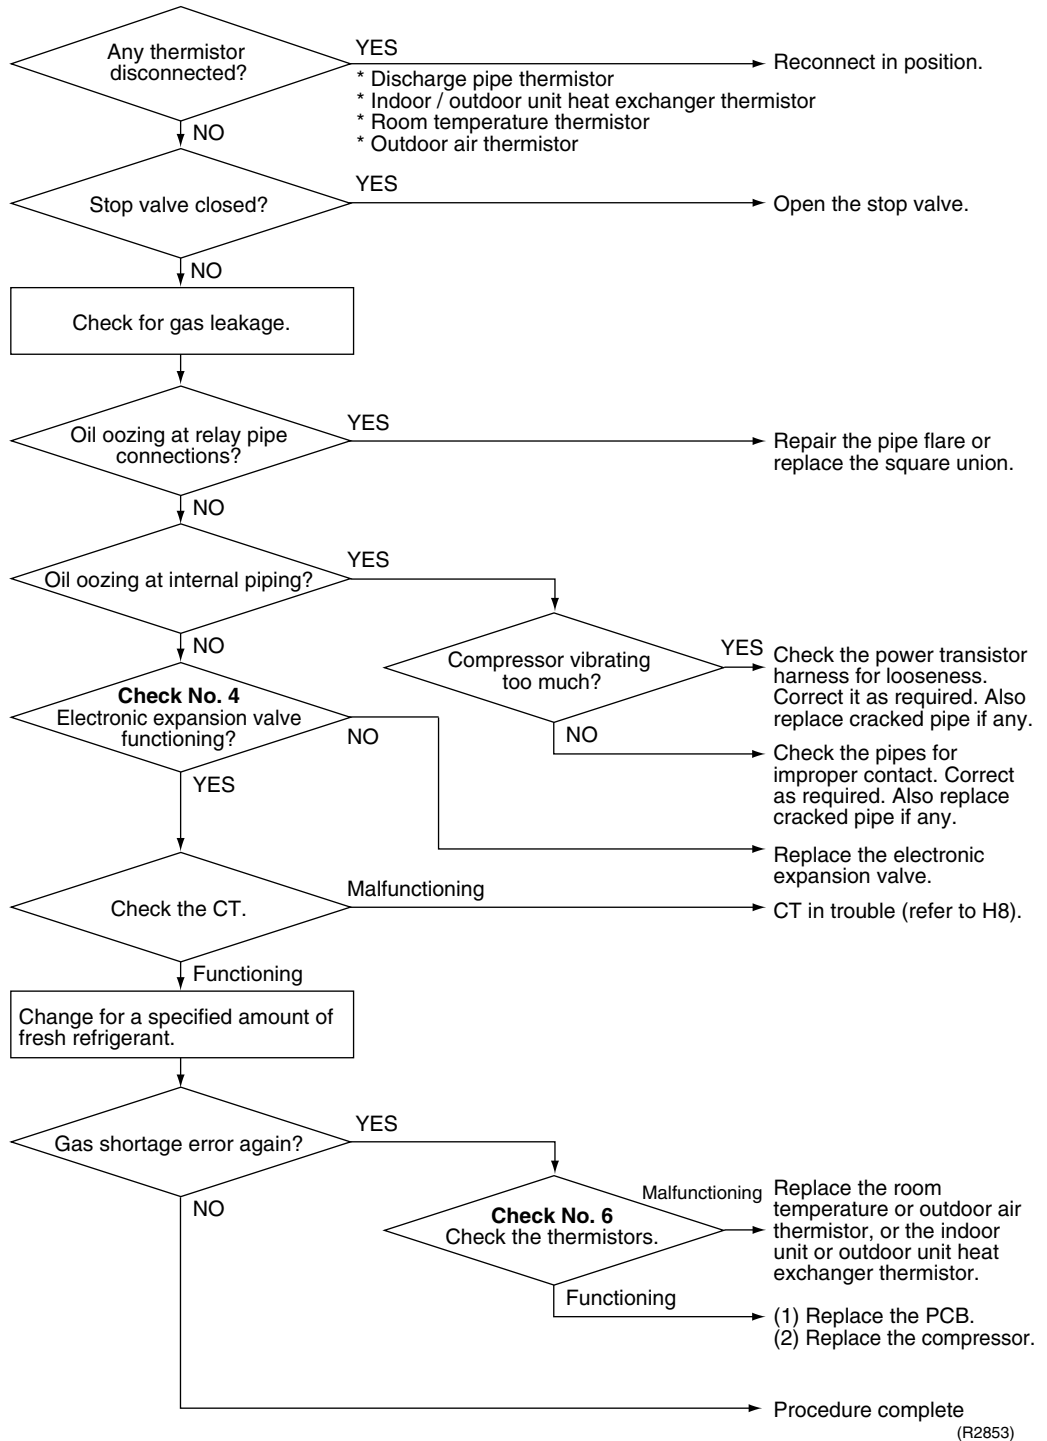 Any thermistor
disconnected?
YES
* Discharge pipe thermistor
* Indoor / outdoor unit heat exchanger thermistor
* Room temperature thermistor
* Outdoor air thermistor
Reconnect in position.
NO
Stop valve closed?
YES
Open the stop valve.
NO
Check for gas leakage.
Oil oozing at relay pipe
connections?
YES
Repair the pipe flare or
replace the square union.
NO
Oil oozing at internal piping?
YES
Compressor vibrating
too much?
YES
Check the power transistor
harness for looseness.
Correct it as required. Also
replace cracked pipe if any.
NO
Check the pipes for
improper contact. Correct
as required. Also replace
cracked pipe if any.
NO
Check No. 4
Electronic expansion valve
functioning?
NO
Replace the electronic
expansion valve.
YES
Check the CT.
Malfunctioning
CT in trouble (refer to H8).
Functioning
Change for a specified amount of
fresh refrigerant.
Gas shortage error again?
YES
Check No. 6
Check the thermistors.
Malfunctioning
Replace the room
temperature or outdoor air
thermistor, or the indoor
unit or outdoor unit heat
exchanger thermistor.
Functioning
(1) Replace the PCB.
(2) Replace the compressor.
NO
Procedure complete
(R2853)